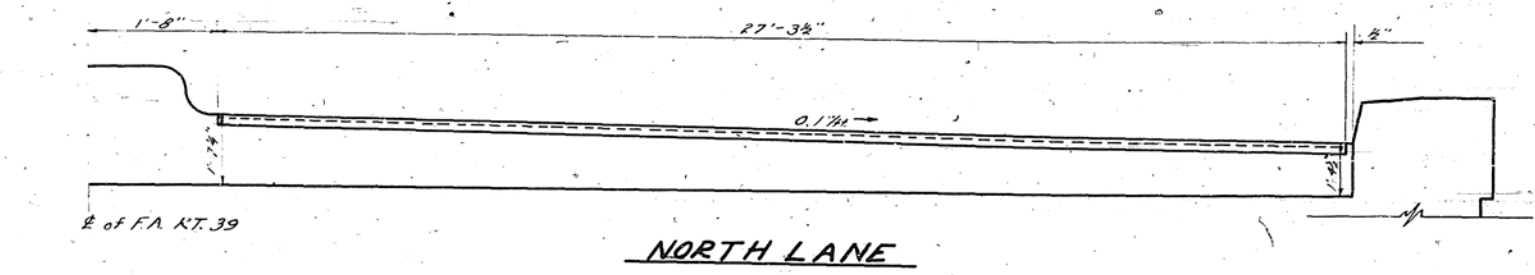 1'-8"
27'-3½"
½"
0.1"/ft.
1'-7¼"
1'-4½"
℄ of F.A. RT. 39
NORTH LANE